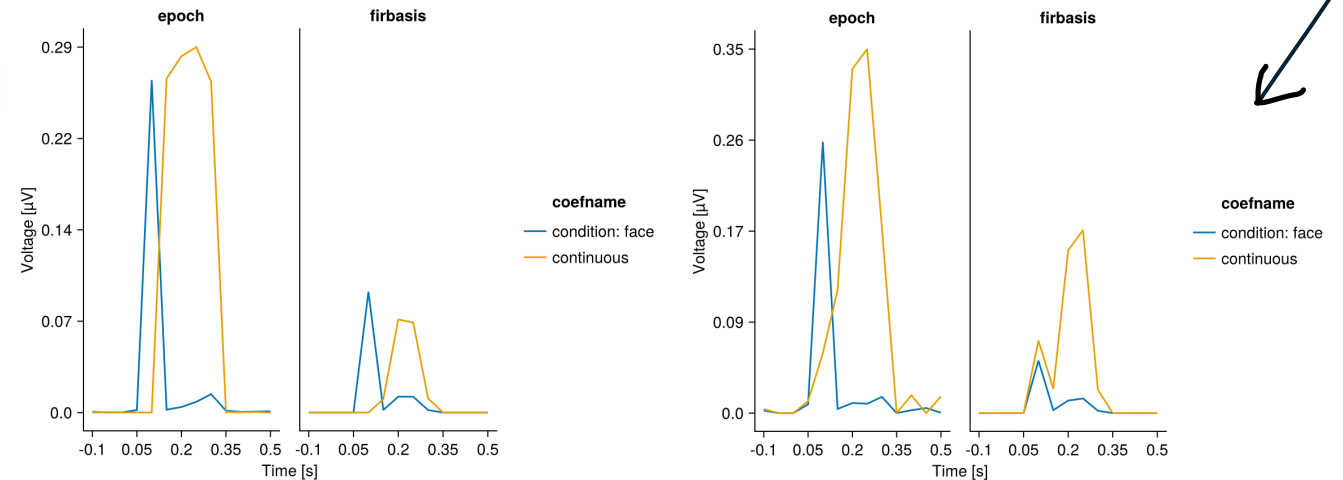 epoch firbasis
0.29
0.22
0.14
0.07
0.0
Voltage [µV]
-0.1 0.05 0.2 0.35 0.5 -0.1 0.05 0.2 0.35 0.5
Time [s]
coefname
condition: face
continuous
epoch firbasis
0.35
0.26
0.17
0.09
0.0
Voltage [µV]
-0.1 0.05 0.2 0.35 0.5 -0.1 0.05 0.2 0.35 0.5
Time [s]
coefname
condition: face
continuous